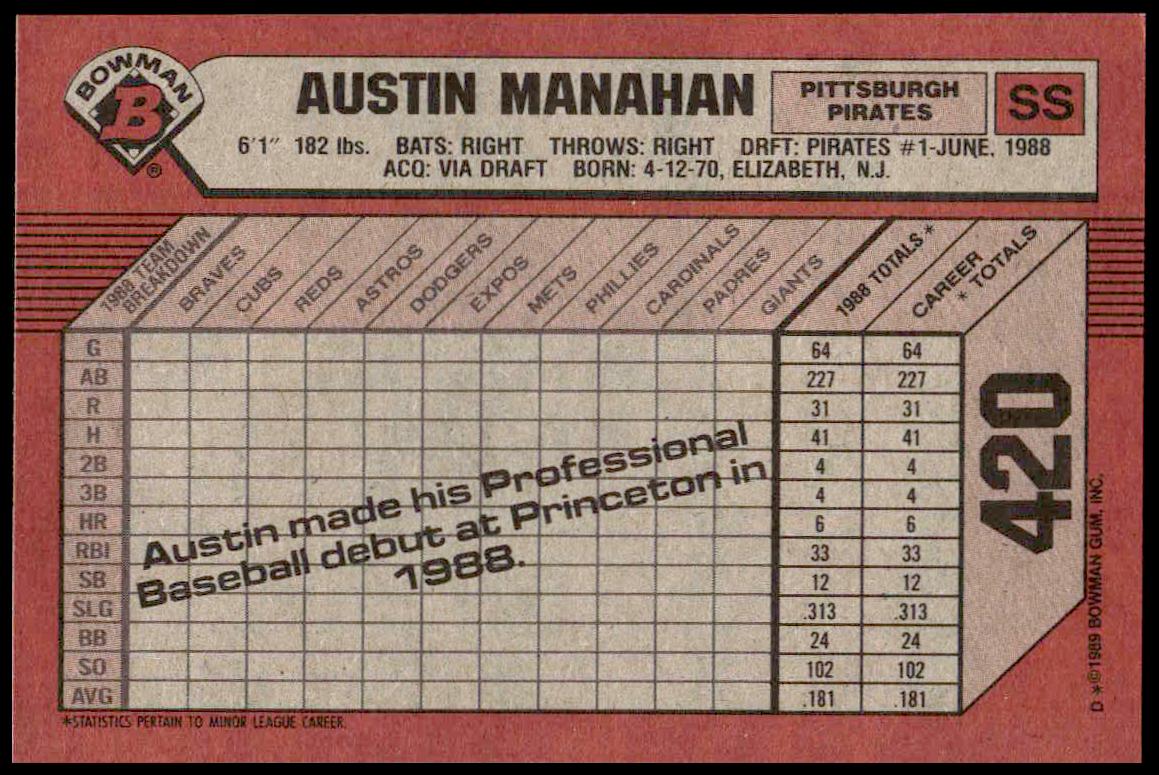 BOWMAN
B
®
AUSTIN MANAHAN
PITTSBURGH
PIRATES
SS
6'1" 182 lbs. BATS: RIGHT THROWS: RIGHT DRFT: PIRATES #1-JUNE, 1988
ACQ: VIA DRAFT BORN: 4-12-70, ELIZABETH, N.J.
1988 TEAM
BREAKDOWN
BRAVES
CUBS
REDS
ASTROS
DODGERS
EXPOS
METS
PHILLIES
CARDINALS
PADRES
GIANTS
1988 TOTALS *
CAREER
* TOTALS
G 64 64
AB 227 227
R 31 31
H 41 41
2B 4 4
3B 4 4
HR 6 6
RBI 33 33
SB 12 12
SLG .313 .313
BB 24 24
SO 102 102
AVG .181 .181
Austin made his Professional
Baseball debut at Princeton in
1988.
420
D *©1989 BOWMAN GUM, INC.
*STATISTICS PERTAIN TO MINOR LEAGUE CAREER.